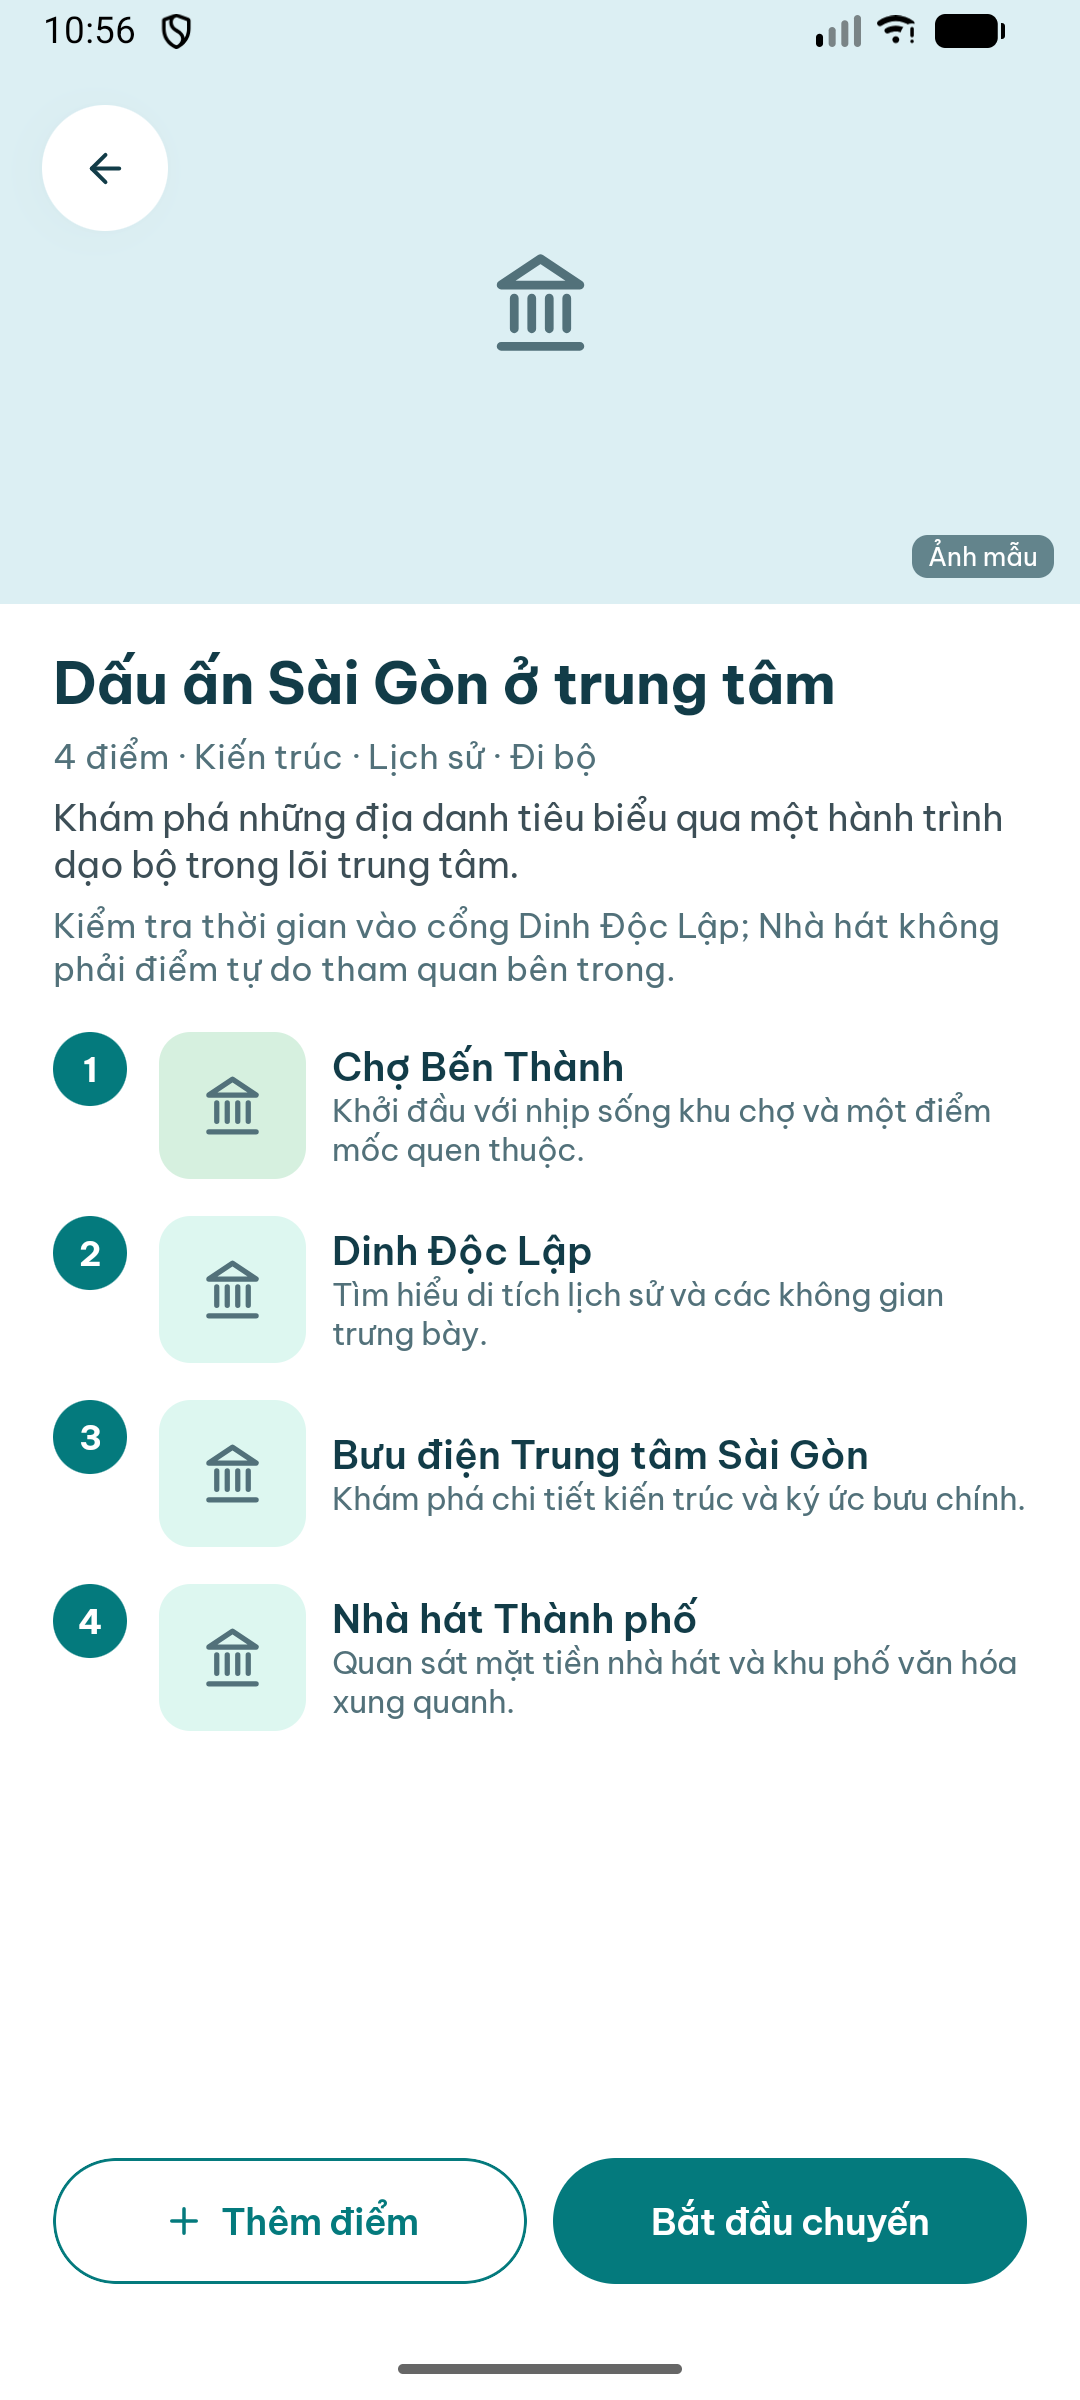 10:56
Ảnh mẫu
Dấu ấn Sài Gòn ở trung tâm
4 điểm · Kiến trúc · Lịch sử · Đi bộ
Khám phá những địa danh tiêu biểu qua một hành trình
dạo bộ trong lõi trung tâm.
Kiểm tra thời gian vào cổng Dinh Độc Lập; Nhà hát không
phải điểm tự do tham quan bên trong.
1
Chợ Bến Thành
Khởi đầu với nhịp sống khu chợ và một điểm
mốc quen thuộc.
2
Dinh Độc Lập
Tìm hiểu di tích lịch sử và các không gian
trưng bày.
3
Bưu điện Trung tâm Sài Gòn
Khám phá chi tiết kiến trúc và ký ức bưu chính.
4
Nhà hát Thành phố
Quan sát mặt tiền nhà hát và khu phố văn hóa
xung quanh.
+ Thêm điểm
Bắt đầu chuyến